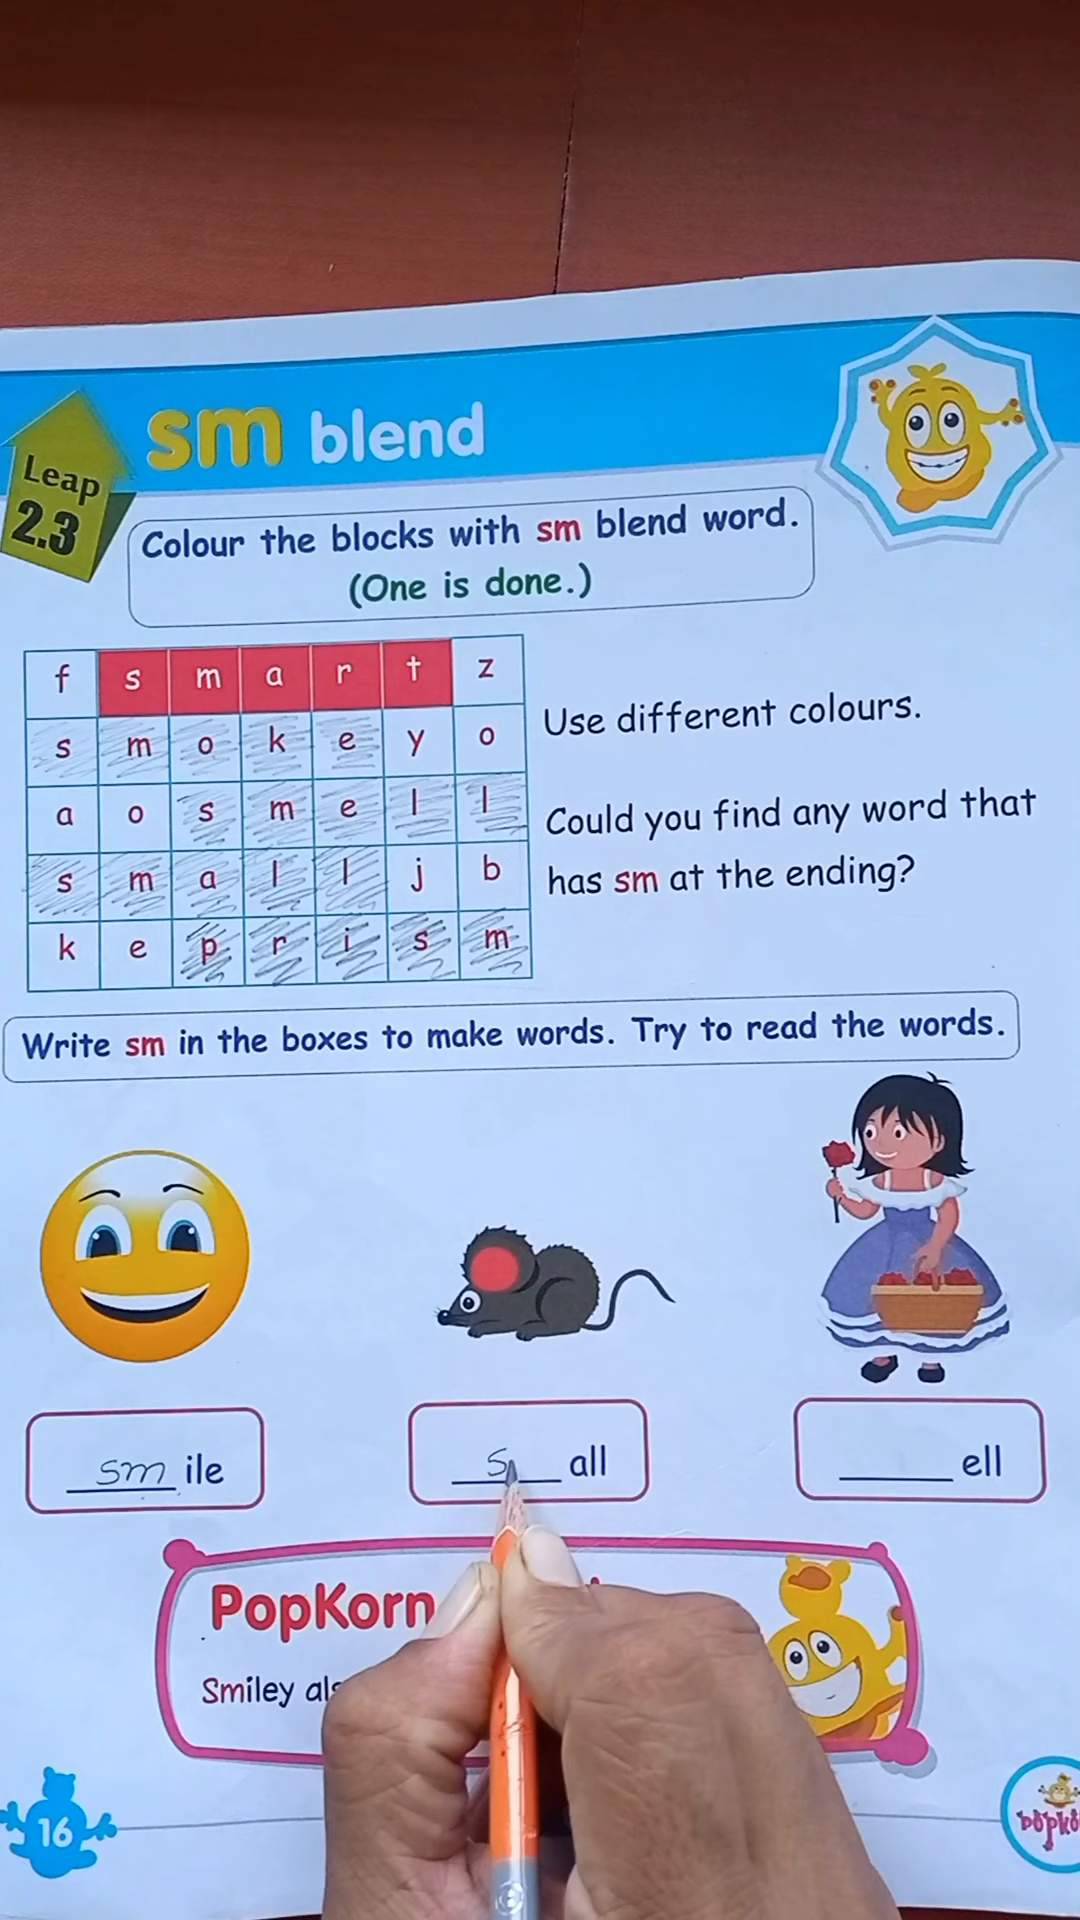 Leap
2.3
sm blend
Colour the blocks with sm blend word.
(One is done.)
f s m a r t z
s m o k e y o
a o s m e l l
s m a l l j b
k e p r i s m
Use different colours.
Could you find any word that
has sm at the ending?
Write sm in the boxes to make words. Try to read the words.
sm ile
s all
ell
PopKorn
Smiley
16